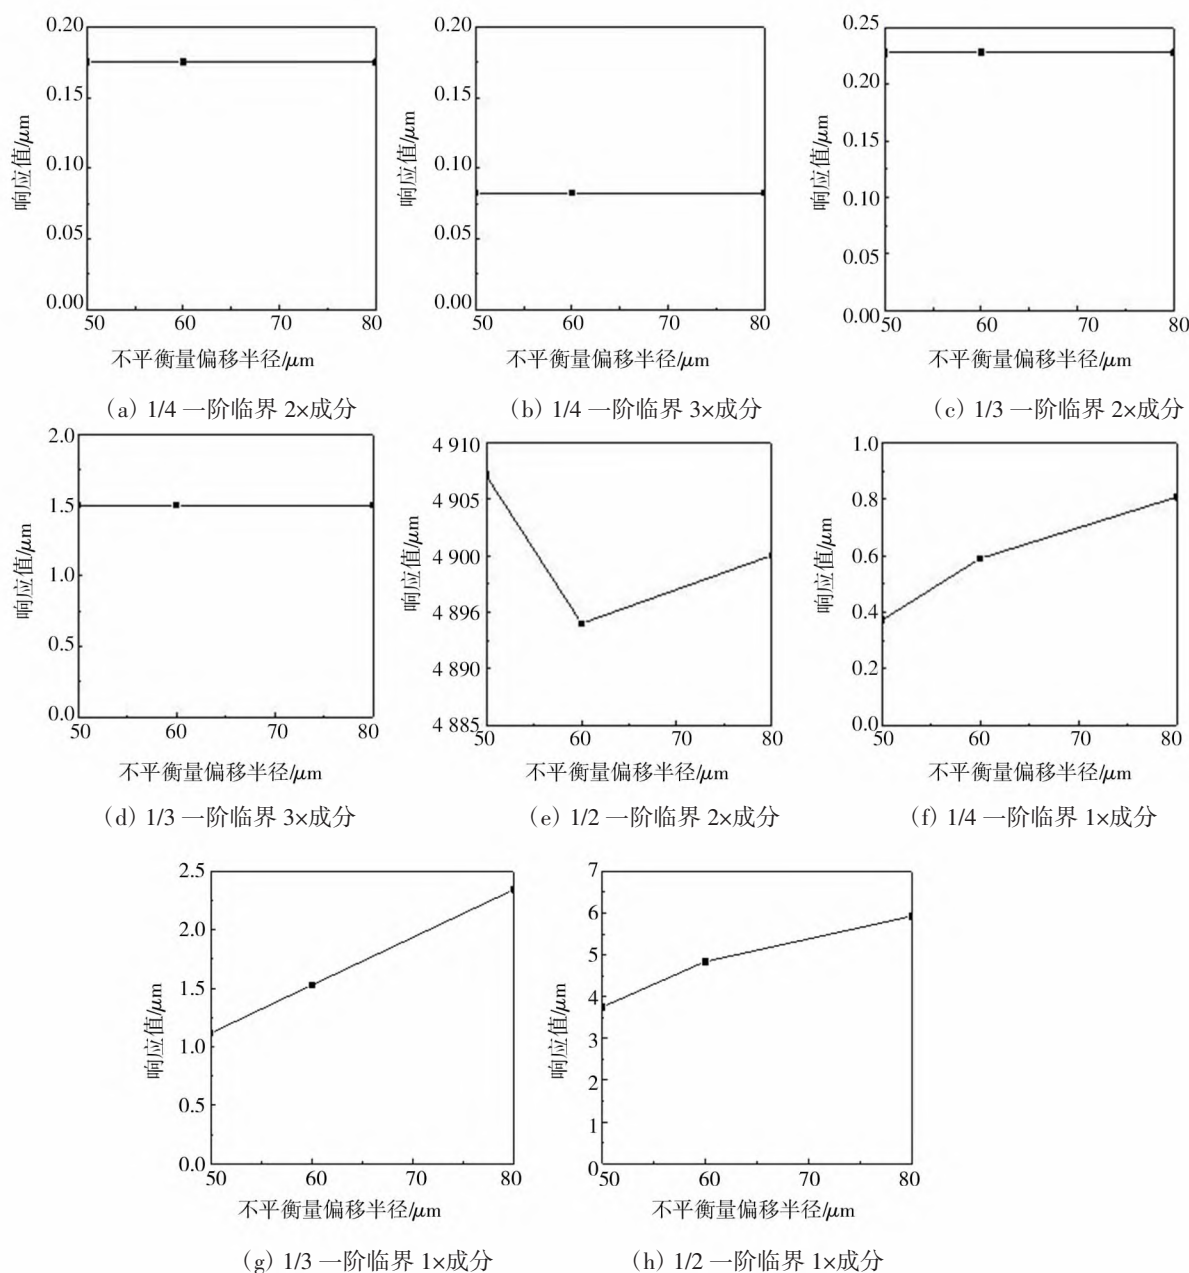 0.20
0.15
0.10
0.05
0.00
50 60 70 80
响应值/μm
不平衡量偏移半径/μm
(a) 1/4 一阶临界 2×成分
0.20
0.15
0.10
0.05
0.00
50 60 70 80
响应值/μm
不平衡量偏移半径/μm
(b) 1/4 一阶临界 3×成分
0.25
0.20
0.15
0.10
0.05
0.00
50 60 70 80
响应值/μm
不平衡量偏移半径/μm
(c) 1/3 一阶临界 2×成分
2.0
1.5
1.0
0.5
0.0
50 60 70 80
响应值/μm
不平衡量偏移半径/μm
(d) 1/3 一阶临界 3×成分
4 910
4 905
4 900
4 896
4 890
4 885
50 60 70 80
响应值/μm
不平衡量偏移半径/μm
(e) 1/2 一阶临界 2×成分
1.0
0.8
0.6
0.4
0.2
0.0
50 60 70 80
响应值/μm
不平衡量偏移半径/μm
(f) 1/4 一阶临界 1×成分
2.5
2.0
1.5
1.0
0.5
0.0
50 60 70 80
响应值/μm
不平衡量偏移半径/μm
(g) 1/3 一阶临界 1×成分
7
6
5
4
3
2
1
0
50 60 70 80
响应值/μm
不平衡量偏移半径/μm
(h) 1/2 一阶临界 1×成分